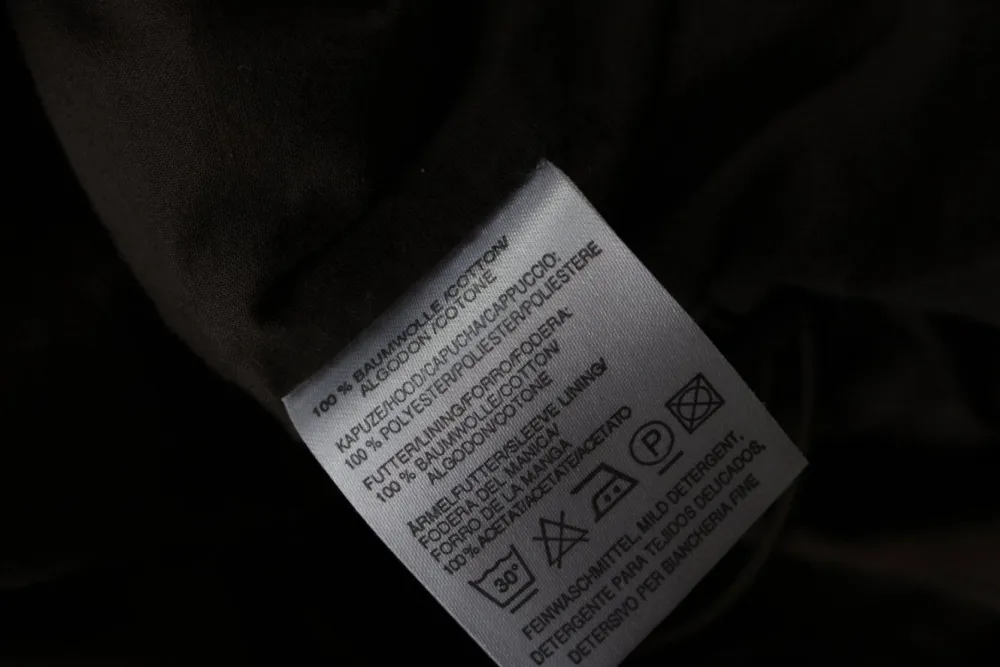 100 % BAUMWOLLE /COTTON/
ALGODON /COTONE
KAPUZE/HOOD/CAPUCHA/CAPPUCCIO:
100 % POLYESTER/POLIESTER/POLIESTERE
FUTTER/LINING/FORRO/FODERA:
100 % BAUMWOLLE/COTTON/
ALGODON/COTONE
ÄRMELFUTTER/SLEEVE LINING/
FODERA DEL MANICA/
FORRO DE LA MANGA
100 % ACETAT/ACETATE/ACETATO
30° P
FEINWASCHMITTEL, MILD DETERGENT,
DETERGENTE PARA TEJIDOS DELICADOS,
DETERSIVO PER BIANCHERIA FINE